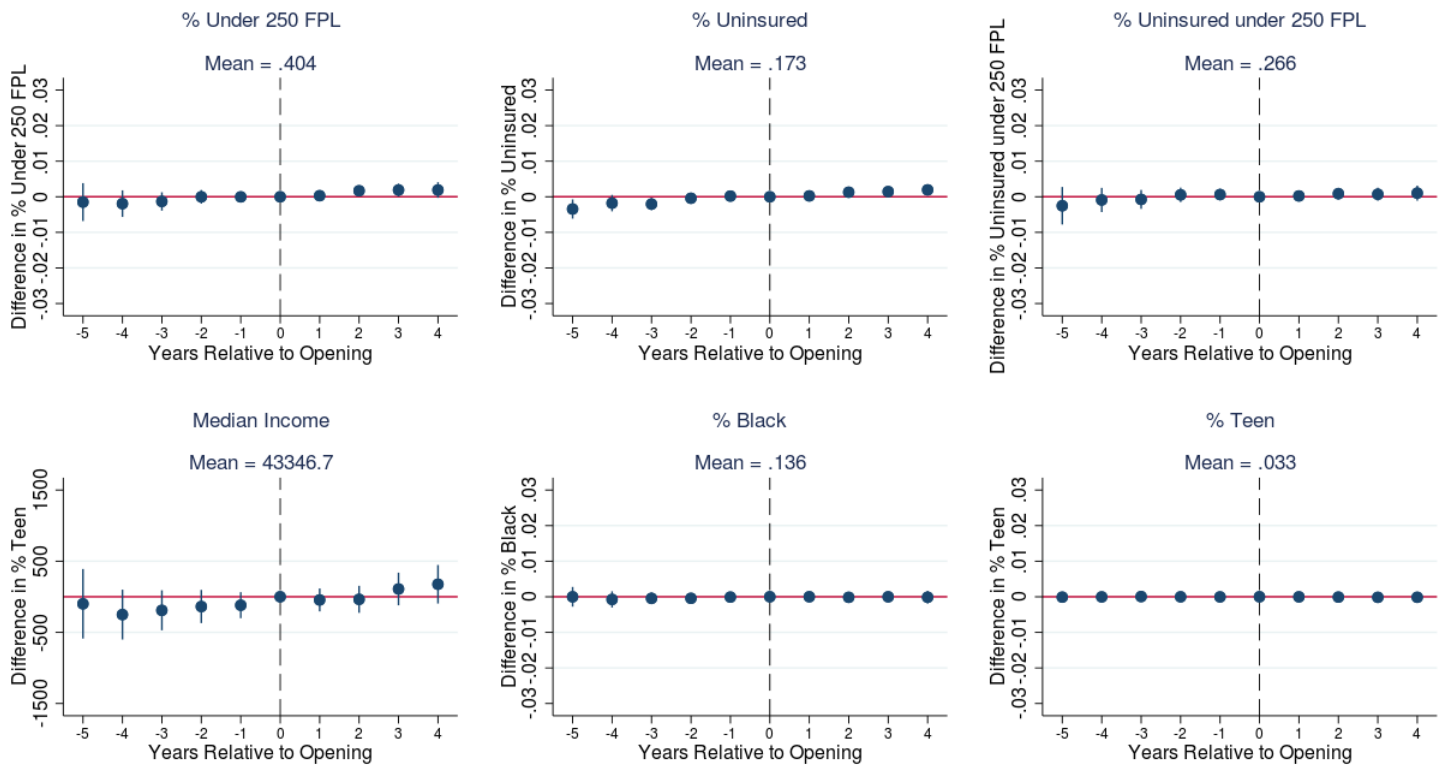 % Under 250 FPL
Mean = .404
Difference in % Under 250 FPL
.03
.02
.01
0
-.01
-.02
-.03
-5 -4 -3 -2 -1 0 1 2 3 4
Years Relative to Opening
% Uninsured
Mean = .173
Difference in % Uninsured
.03
.02
.01
0
-.01
-.02
-.03
-5 -4 -3 -2 -1 0 1 2 3 4
Years Relative to Opening
% Uninsured under 250 FPL
Mean = .266
Difference in % Uninsured under 250 FPL
.03
.02
.01
0
-.01
-.02
-.03
-5 -4 -3 -2 -1 0 1 2 3 4
Years Relative to Opening
Median Income
Mean = 43346.7
Difference in % Teen
1500
500
-500
-1500
-5 -4 -3 -2 -1 0 1 2 3 4
Years Relative to Opening
% Black
Mean = .136
Difference in % Black
.03
.02
.01
0
-.01
-.02
-.03
-5 -4 -3 -2 -1 0 1 2 3 4
Years Relative to Opening
% Teen
Mean = .033
Difference in % Teen
.03
.02
.01
0
-.01
-.02
-.03
-5 -4 -3 -2 -1 0 1 2 3 4
Years Relative to Opening